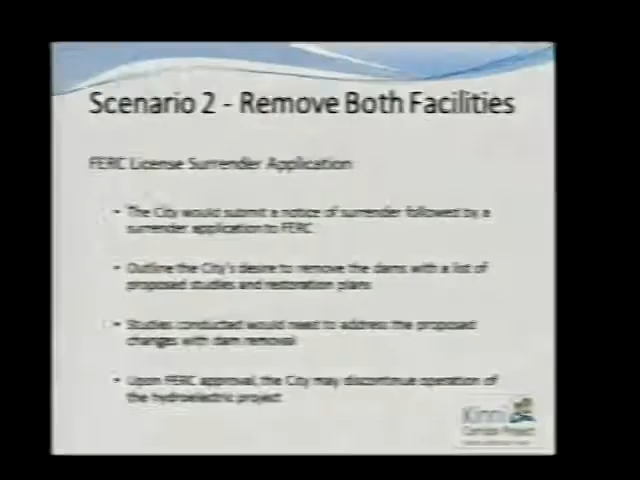 Scenario 2 - Remove Both Facilities
FERC License Surrender Application
• The City would submit a notice of surrender followed by a
surrender application to FERC
• Outline the City's desire to remove the dams with a list of
proposed studies and restoration plans
• Studies conducted would need to address the proposed
changes with dam removal
• Upon FERC approval, the City may discontinue operation of
the hydroelectric project
Kinni
Corridor Project